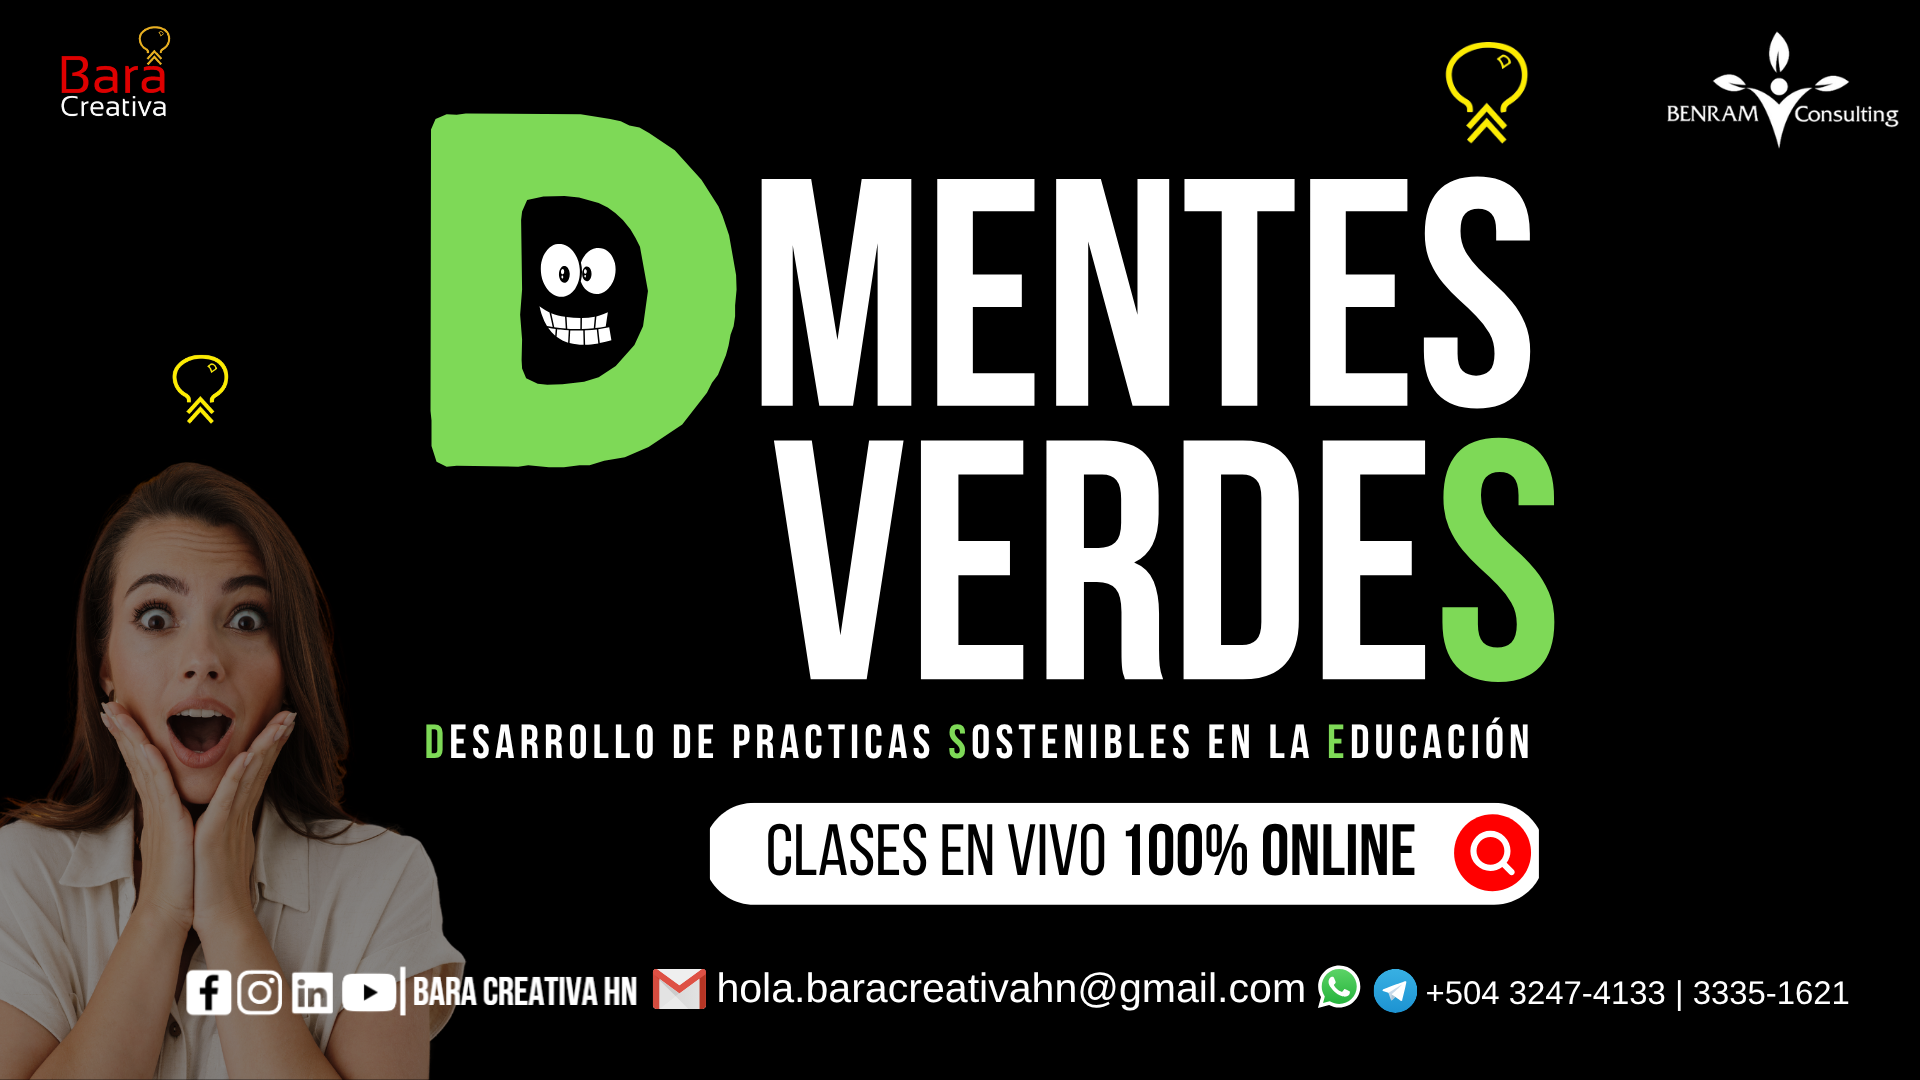 Bara
Creativa
BENRAM Consulting
DMENTES
VERDES
DESARROLLO DE PRACTICAS SOSTENIBLES EN LA EDUCACIÓN
CLASES EN VIVO 100% ONLINE
BARA CREATIVA HN hola.baracreativahn@gmail.com +504 3247-4133 | 3335-1621